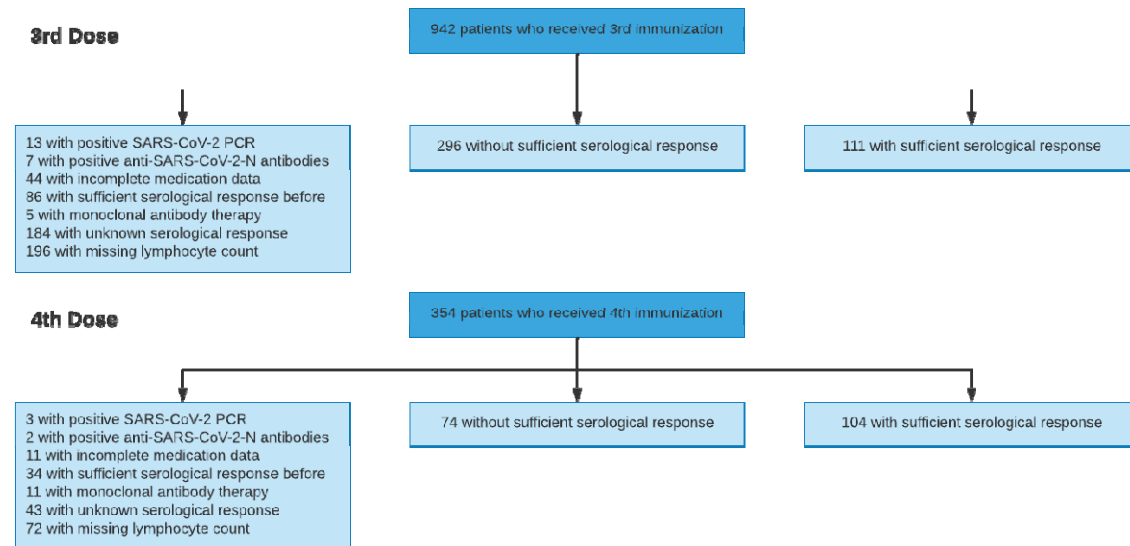 3rd Dose
942 patients who received 3rd immunization
13 with positive SARS-CoV-2 PCR
7 with positive anti-SARS-CoV-2-N antibodies
44 with incomplete medication data
86 with sufficient serological response before
5 with monoclonal antibody therapy
184 with unknown serological response
196 with missing lymphocyte count
296 without sufficient serological response
111 with sufficient serological response
4th Dose
354 patients who received 4th immunization
3 with positive SARS-CoV-2 PCR
2 with positive anti-SARS-CoV-2-N antibodies
11 with incomplete medication data
34 with sufficient serological response before
11 with monoclonal antibody therapy
43 with unknown serological response
72 with missing lymphocyte count
74 without sufficient serological response
104 with sufficient serological response